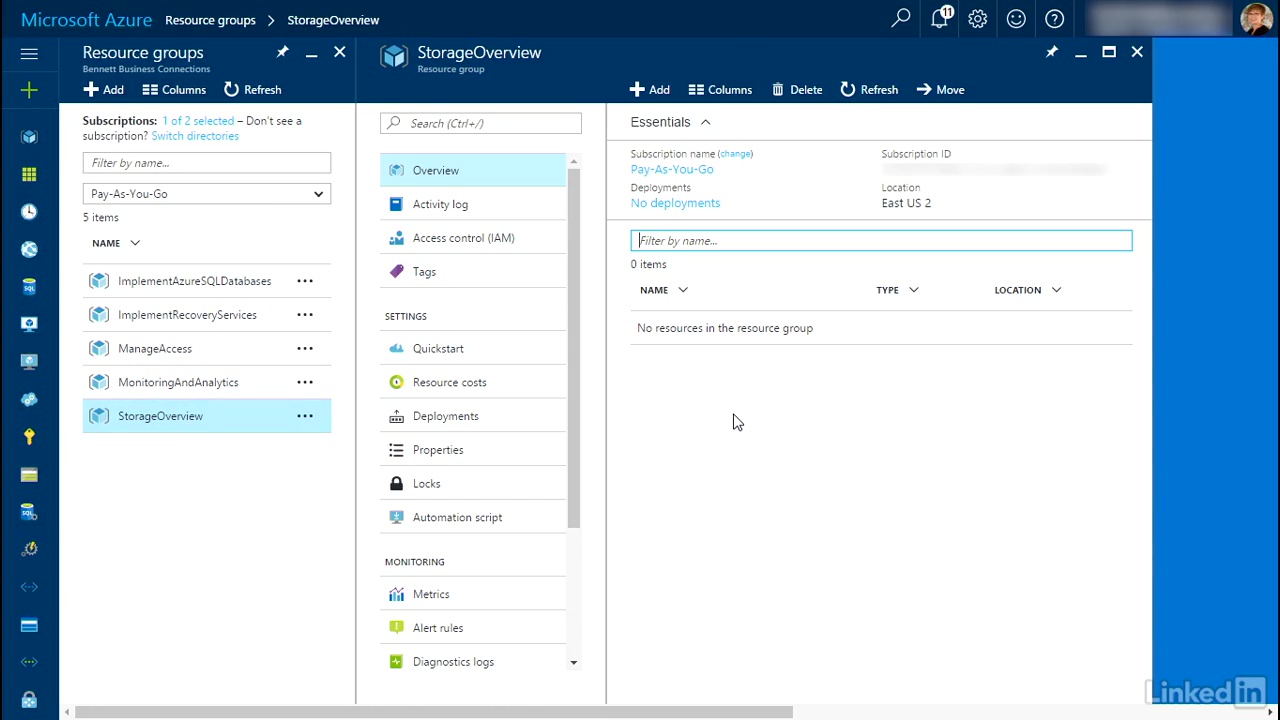 Microsoft Azure Resource groups > StorageOverview
11
Resource groups
Bennett Business Connections
Add Columns Refresh
Subscriptions: 1 of 2 selected – Don't see a
subscription? Switch directories
Filter by name...
Pay-As-You-Go
5 items
NAME
ImplementAzureSQLDatabases
ImplementRecoveryServices
ManageAccess
MonitoringAndAnalytics
StorageOverview
StorageOverview
Resource group
Search (Ctrl+/)
Overview
Activity log
Access control (IAM)
Tags
SETTINGS
Quickstart
Resource costs
Deployments
Properties
Locks
Automation script
MONITORING
Metrics
Alert rules
Diagnostics logs
Add Columns Delete Refresh Move
Essentials
Subscription name (change)
Pay-As-You-Go
Deployments
No deployments
Subscription ID
Location
East US 2
Filter by name...
0 items
NAME TYPE LOCATION
No resources in the resource group
SQL
SQL
Linked in